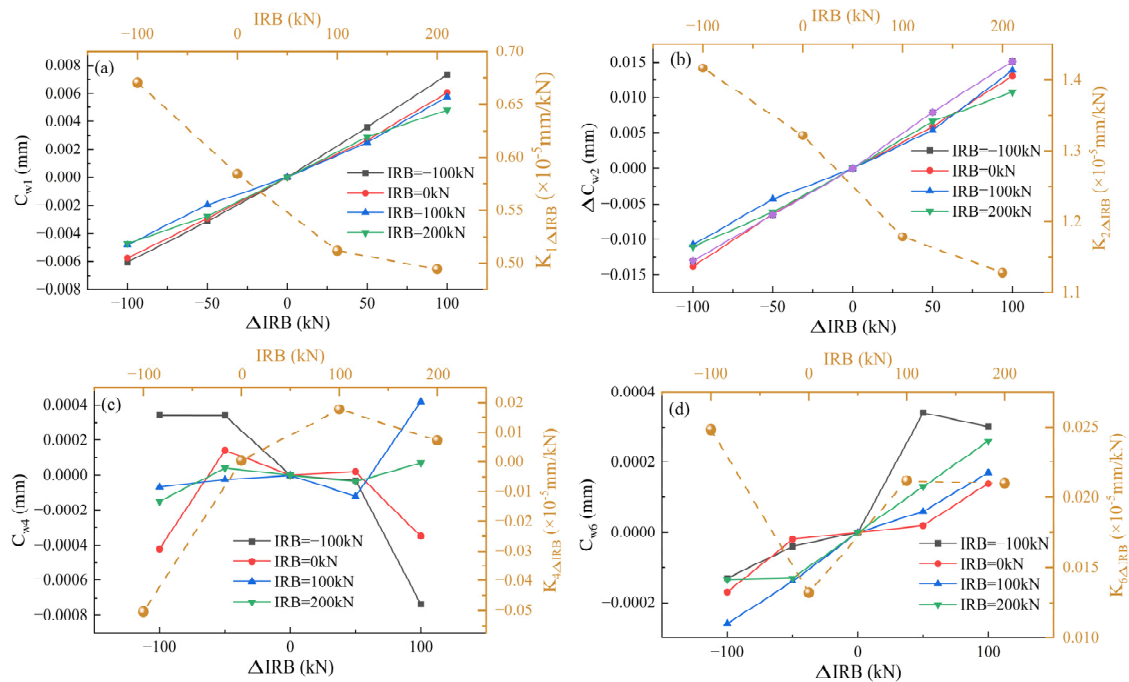 IRB (kN)
−100 0 100 200
(a)
0.008
0.006
0.004
0.002
0.000
−0.002
−0.004
−0.006
−0.008
C_w1 (mm)
IRB=−100kN
IRB=0kN
IRB−100kN
IRB−200kN
0.70
0.65
0.60
0.55
0.50
K_1ΔIRB (×10⁻⁵mm/kN)
−100 −50 0 50 100
ΔIRB (kN)
IRB (kN)
−100 0 100 200
(b)
0.015
0.010
0.005
0.000
−0.005
−0.010
−0.015
ΔC_w2 (mm)
IRB=−100kN
IRB=0kN
IRB−100kN
IRB=200kN
1.4
1.3
1.2
1.1
K_2ΔIRB (×10⁻⁵mm/kN)
−100 −50 0 50 100
ΔIRB (kN)
IRB (kN)
−100 0 100 200
(c)
0.0004
0.0002
0.0000
−0.0002
−0.0004
−0.0006
−0.0008
C_w4 (mm)
IRB=−100kN
IRB=0kN
IRB=100kN
IRB=200kN
0.02
0.01
0.00
−0.01
−0.02
−0.03
−0.04
−0.05
K_4ΔIRB (×10⁻⁵mm/kN)
−100 0 100
ΔIRB (kN)
IRB (kN)
−100 0 100 200
(d)
0.0004
0.0002
0.0000
−0.0002
C_w6 (mm)
IRB=−100kN
IRB=0kN
IRB=100kN
IRB=200kN
0.025
0.020
0.015
0.010
K_6ΔIRB (×10⁻⁵mm/kN)
−100 0 100
ΔIRB (kN)